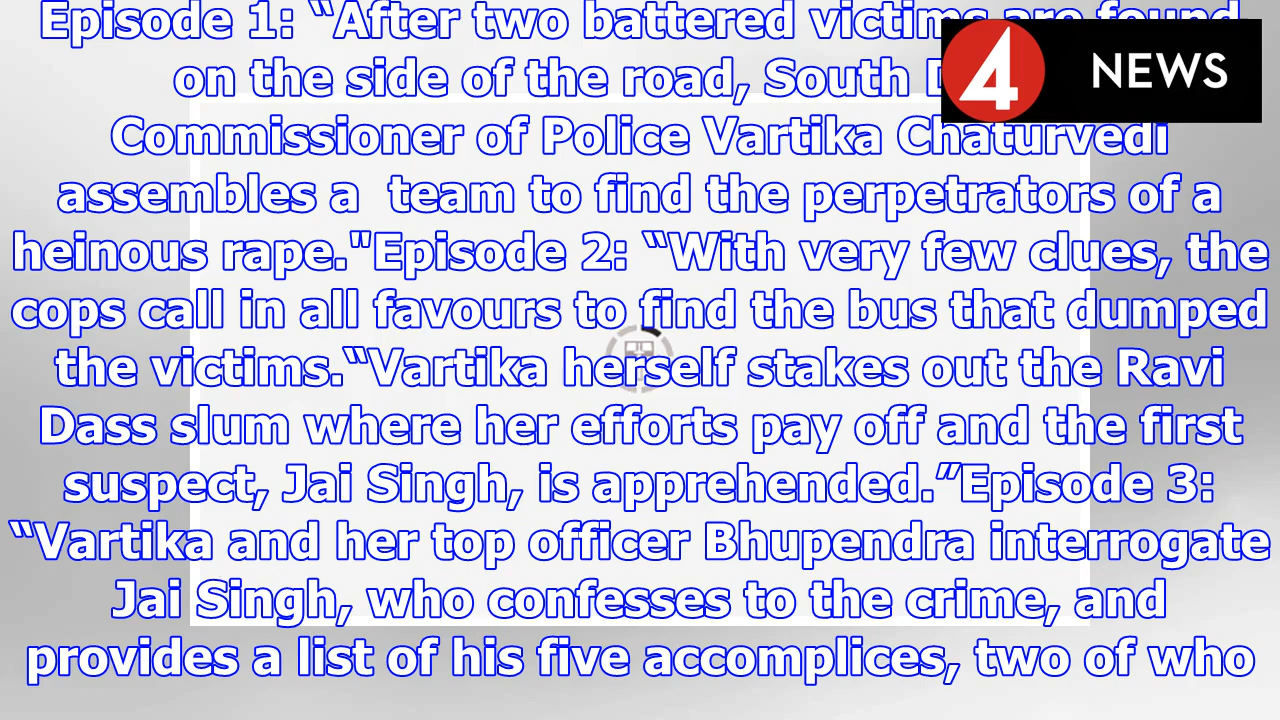 Episode 1: “After two battered victims are found
on the side of the road, South
Commissioner of Police Vartika Chaturvedi
assembles a  team to find the perpetrators of a
heinous rape."Episode 2: “With very few clues, the
cops call in all favours to find the bus that dumped
the victims.“Vartika herself stakes out the Ravi
Dass slum where her efforts pay off and the first
suspect, Jai Singh, is apprehended.”Episode 3:
“Vartika and her top officer Bhupendra interrogate
Jai Singh, who confesses to the crime, and
provides a list of his five accomplices, two of who
4 NEWS